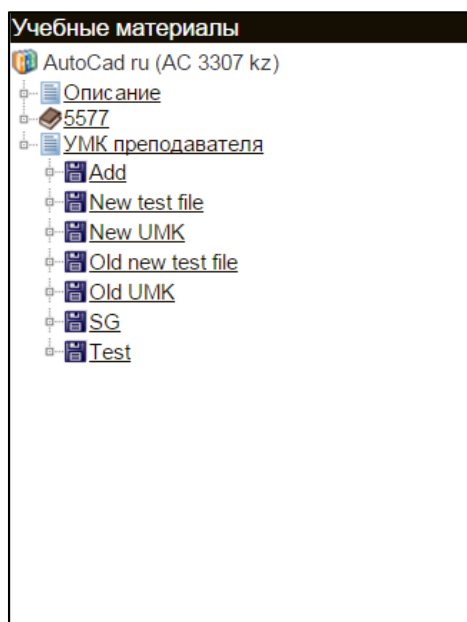 Учебные материалы
AutoCad ru (AC 3307 kz)
Описание
5577
УМК преподавателя
Add
New test file
New UMK
Old new test file
Old UMK
SG
Test